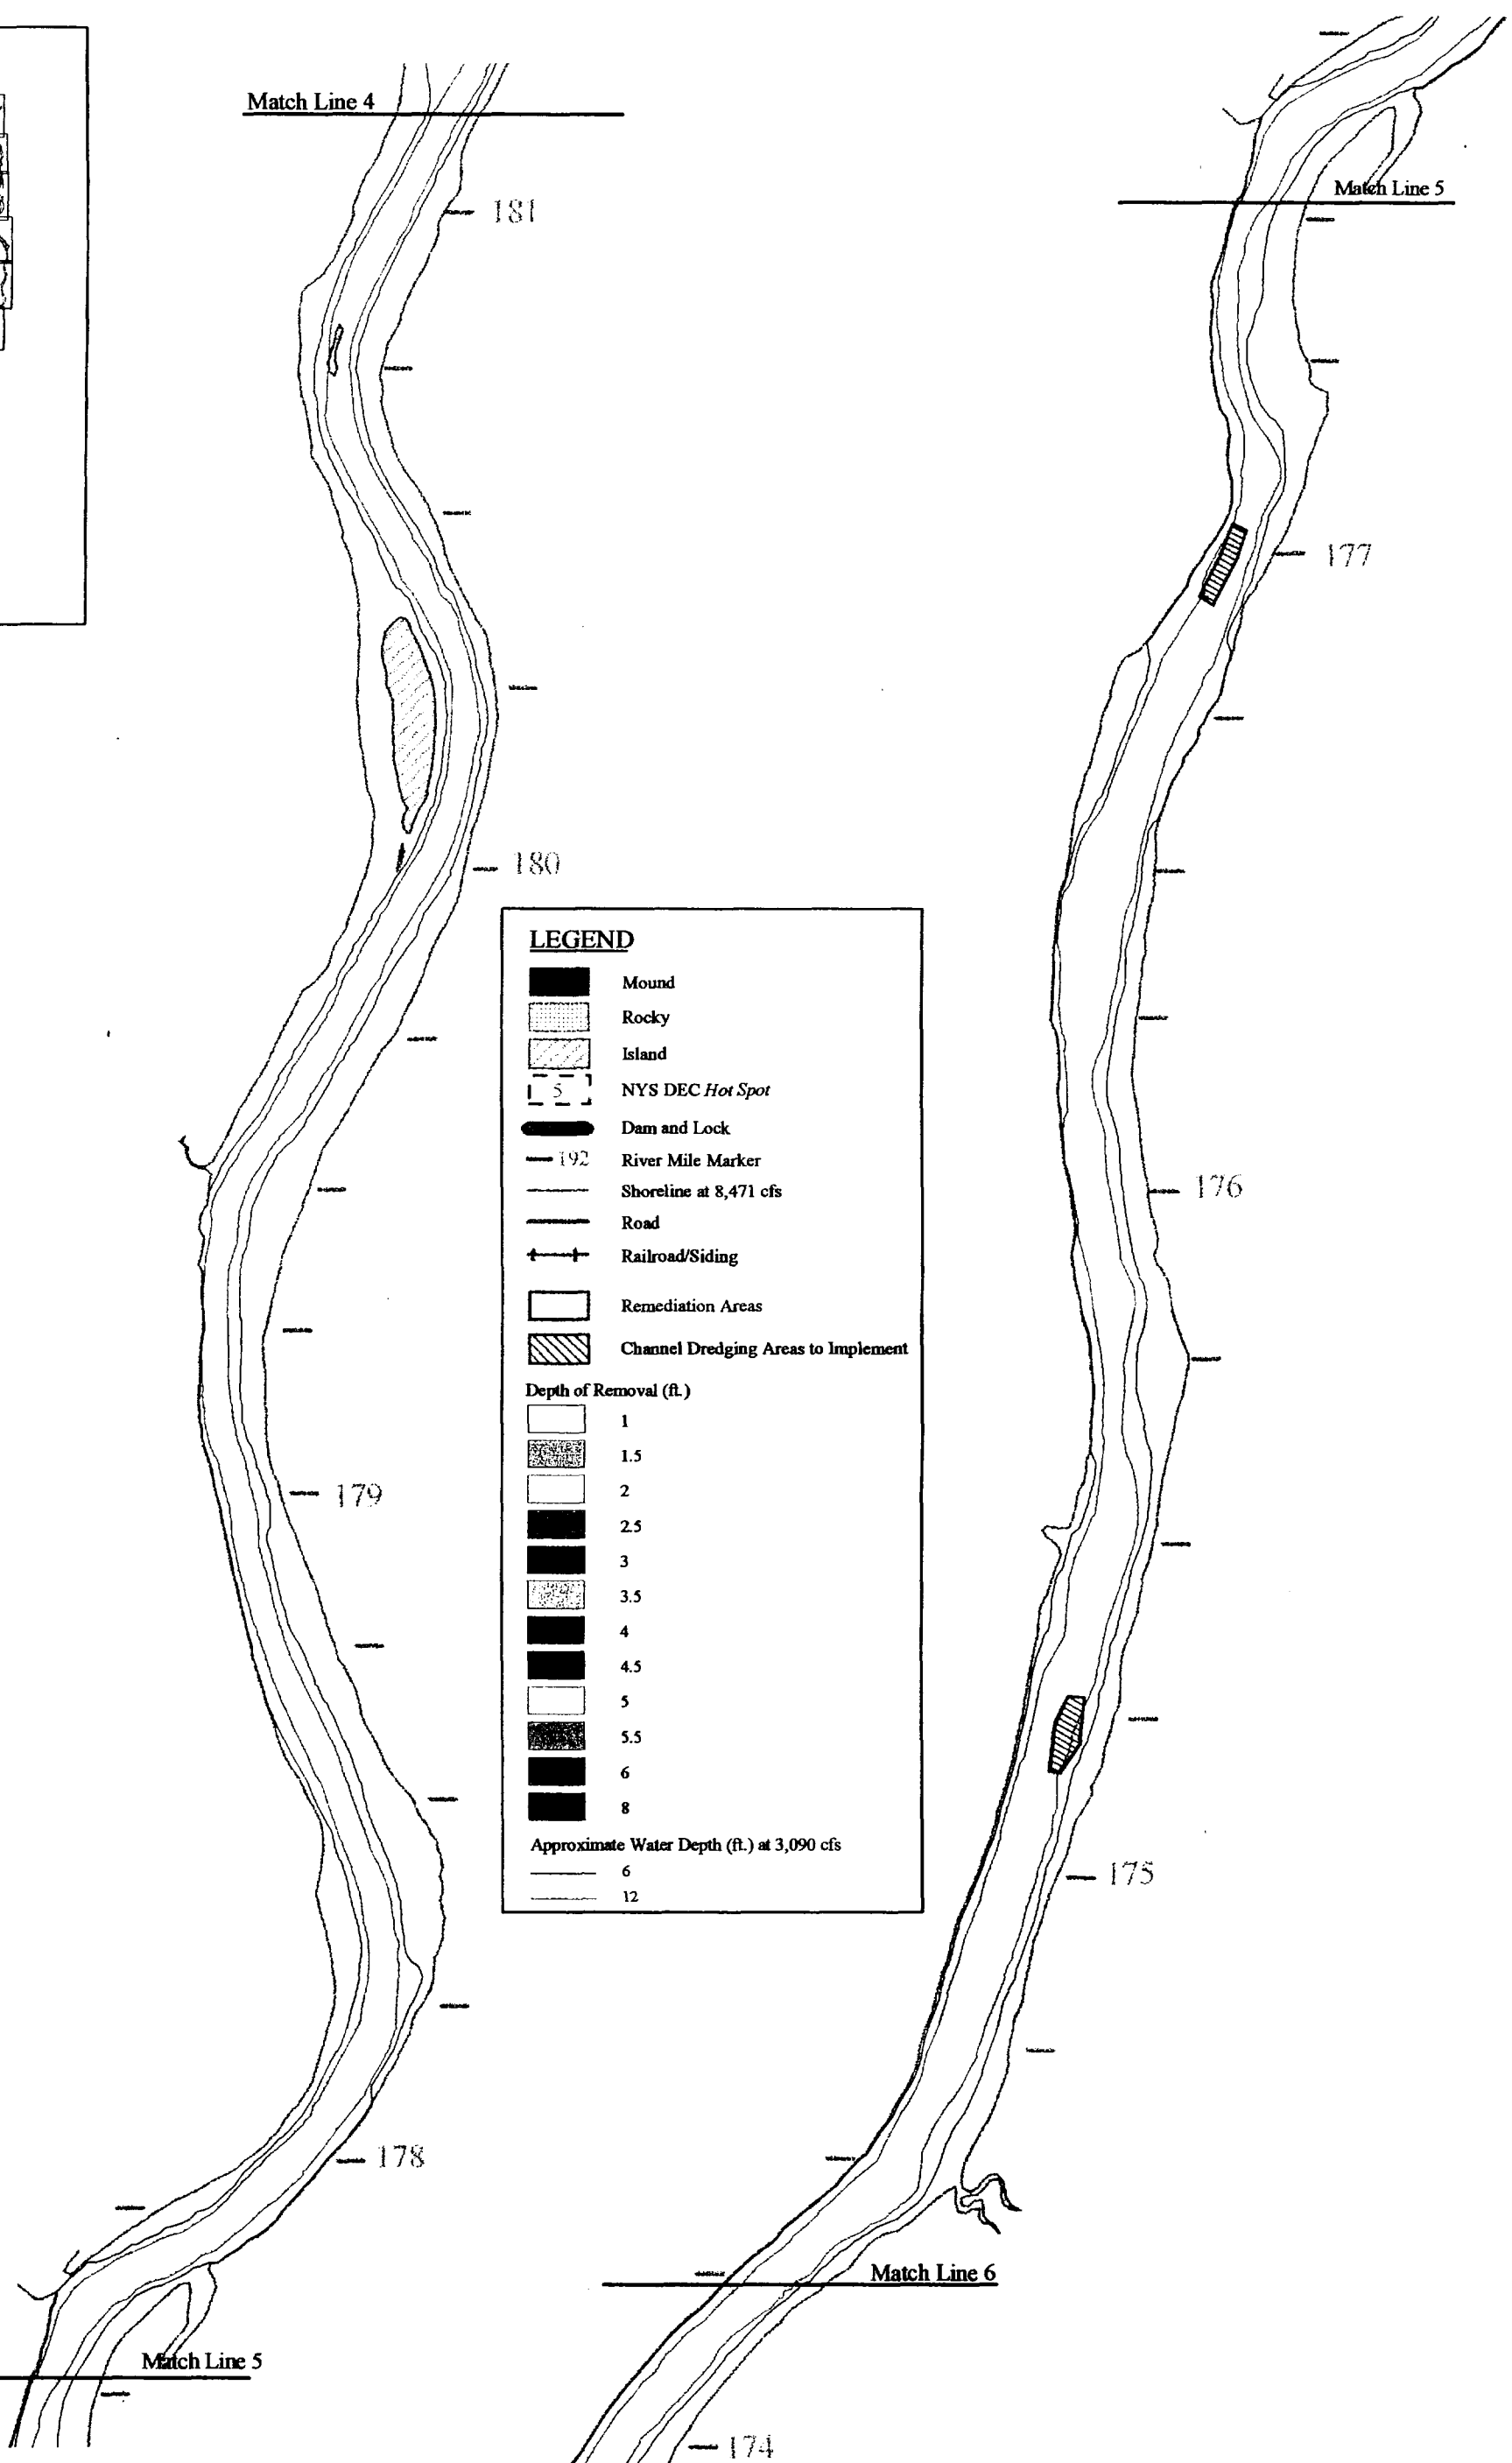 Match Line 4
181
180
179
178
Match Line 5
LEGEND
Mound
Rocky
Island
5 NYS DEC Hot Spot
Dam and Lock
192 River Mile Marker
Shoreline at 8,471 cfs
Road
Railroad/Siding
Remediation Areas
Channel Dredging Areas to Implement
Depth of Removal (ft.)
1
1.5
2
2.5
3
3.5
4
4.5
5
5.5
6
8
Approximate Water Depth (ft.) at 3,090 cfs
6
12
Match Line 5
177
176
175
Match Line 6
174